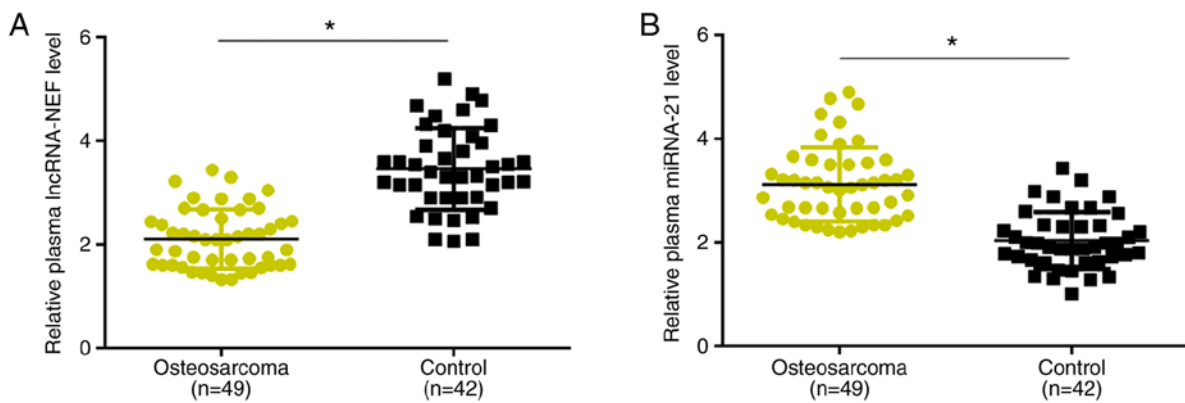 A
Relative plasma lncRNA-NEF level
6
4
2
0
*
Osteosarcoma
(n=49)
Control
(n=42)
B
Relative plasma miRNA-21 level
6
4
2
0
*
Osteosarcoma
(n=49)
Control
(n=42)